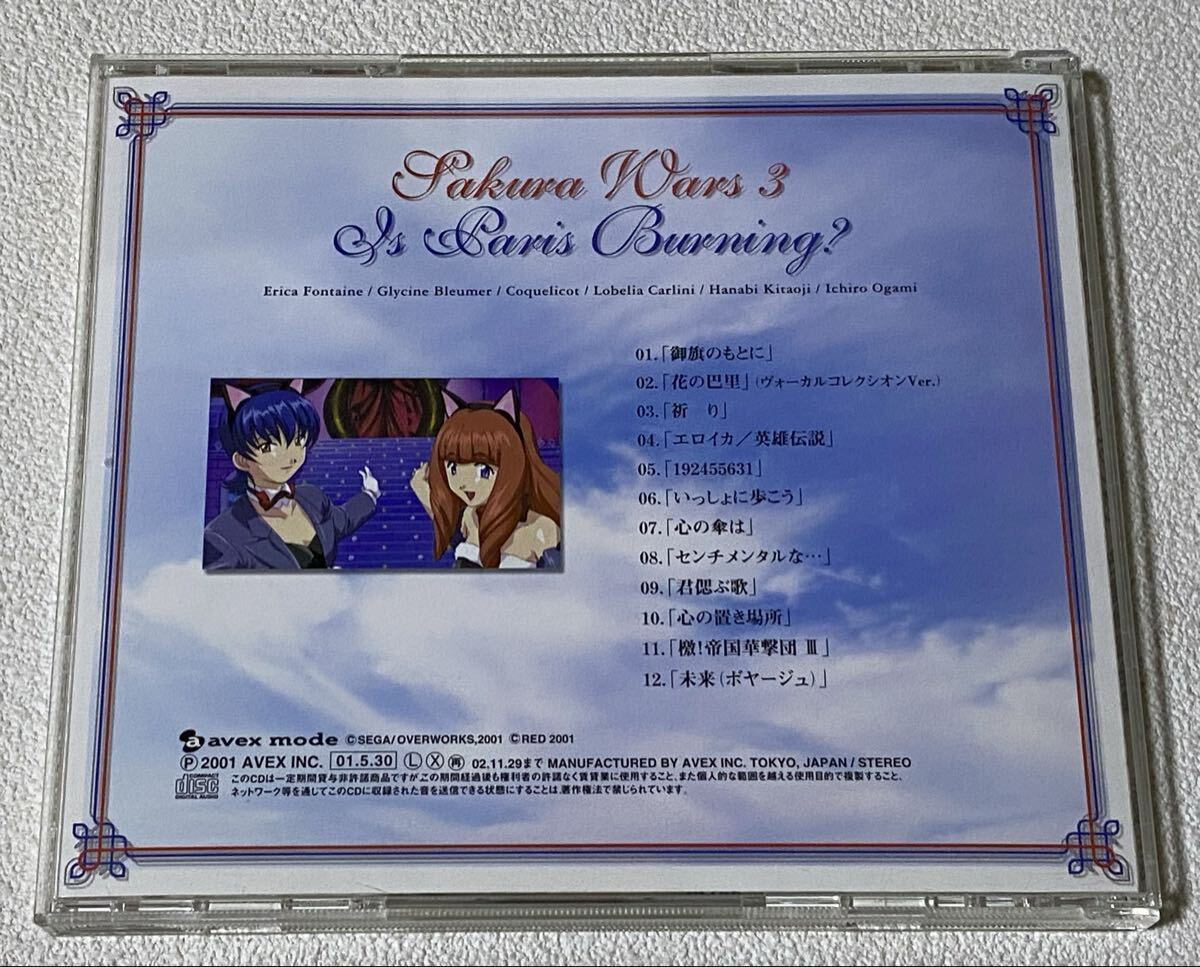 Sakura Wars 3
Is Paris Burning?
Erica Fontaine / Glycine Bleumer / Coquelicot / Lobelia Carlini / Hanabi Kitaoji / Ichiro Ogami
01.「御旗のもとに」
02.「花の巴里」(ヴォーカルコレクシオンVer.)
03.「祈 り」
04.「エロイカ／英雄伝説」
05.「192455631」
06.「いっしょに歩こう」
07.「心の傘は」
08.「センチメンタルな…」
09.「君偲ぶ歌」
10.「心の置き場所」
11.「檄!帝国華撃団 Ⅲ」
12.「未来(ボヤージュ)」
a avex mode ©SEGA/OVERWORKS,2001 ©RED 2001
Ⓟ 2001 AVEX INC. 01.5.30 Ⓛ Ⓧ 再 02.11.29まで MANUFACTURED BY AVEX INC. TOKYO, JAPAN / STEREO
COMPACT disc DIGITAL AUDIO
このCDは一定期間貸与非許諾商品ですが、この期間経過後も権利者の許諾なく賃貸業に使用すること、また個人的な範囲を越える使用目的で複製すること、
ネットワーク等を通じてこのCDに収録された音を送信できる状態にすることは、著作権法で禁じられています。